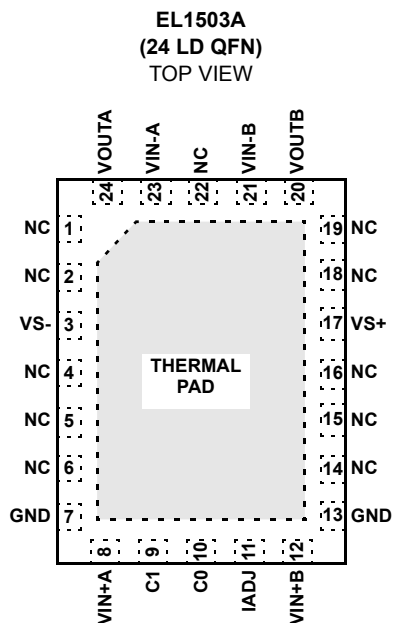 EL1503A
(24 LD QFN)
TOP VIEW
VOUTA
VIN-A
NC
VIN-B
VOUTB
24
23
22
21
20
NC 1
19 NC
NC 2
18 NC
VS- 3
17 VS+
NC 4
16 NC
THERMAL
PAD
NC 5
15 NC
NC 6
14 NC
GND 7
13 GND
8
9
10
11
12
VIN+A
C1
C0
IADJ
VIN+B